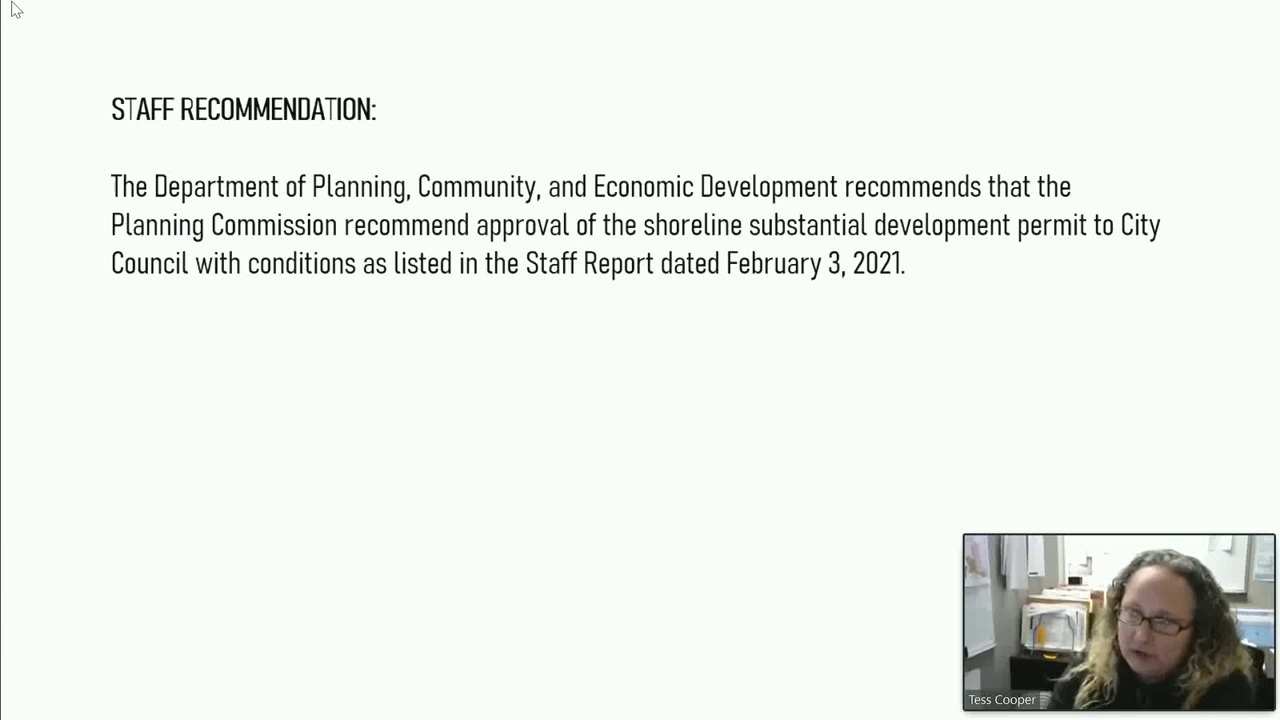 STAFF RECOMMENDATION:
The Department of Planning, Community, and Economic Development recommends that the
Planning Commission recommend approval of the shoreline substantial development permit to City
Council with conditions as listed in the Staff Report dated February 3, 2021.
Tess Cooper